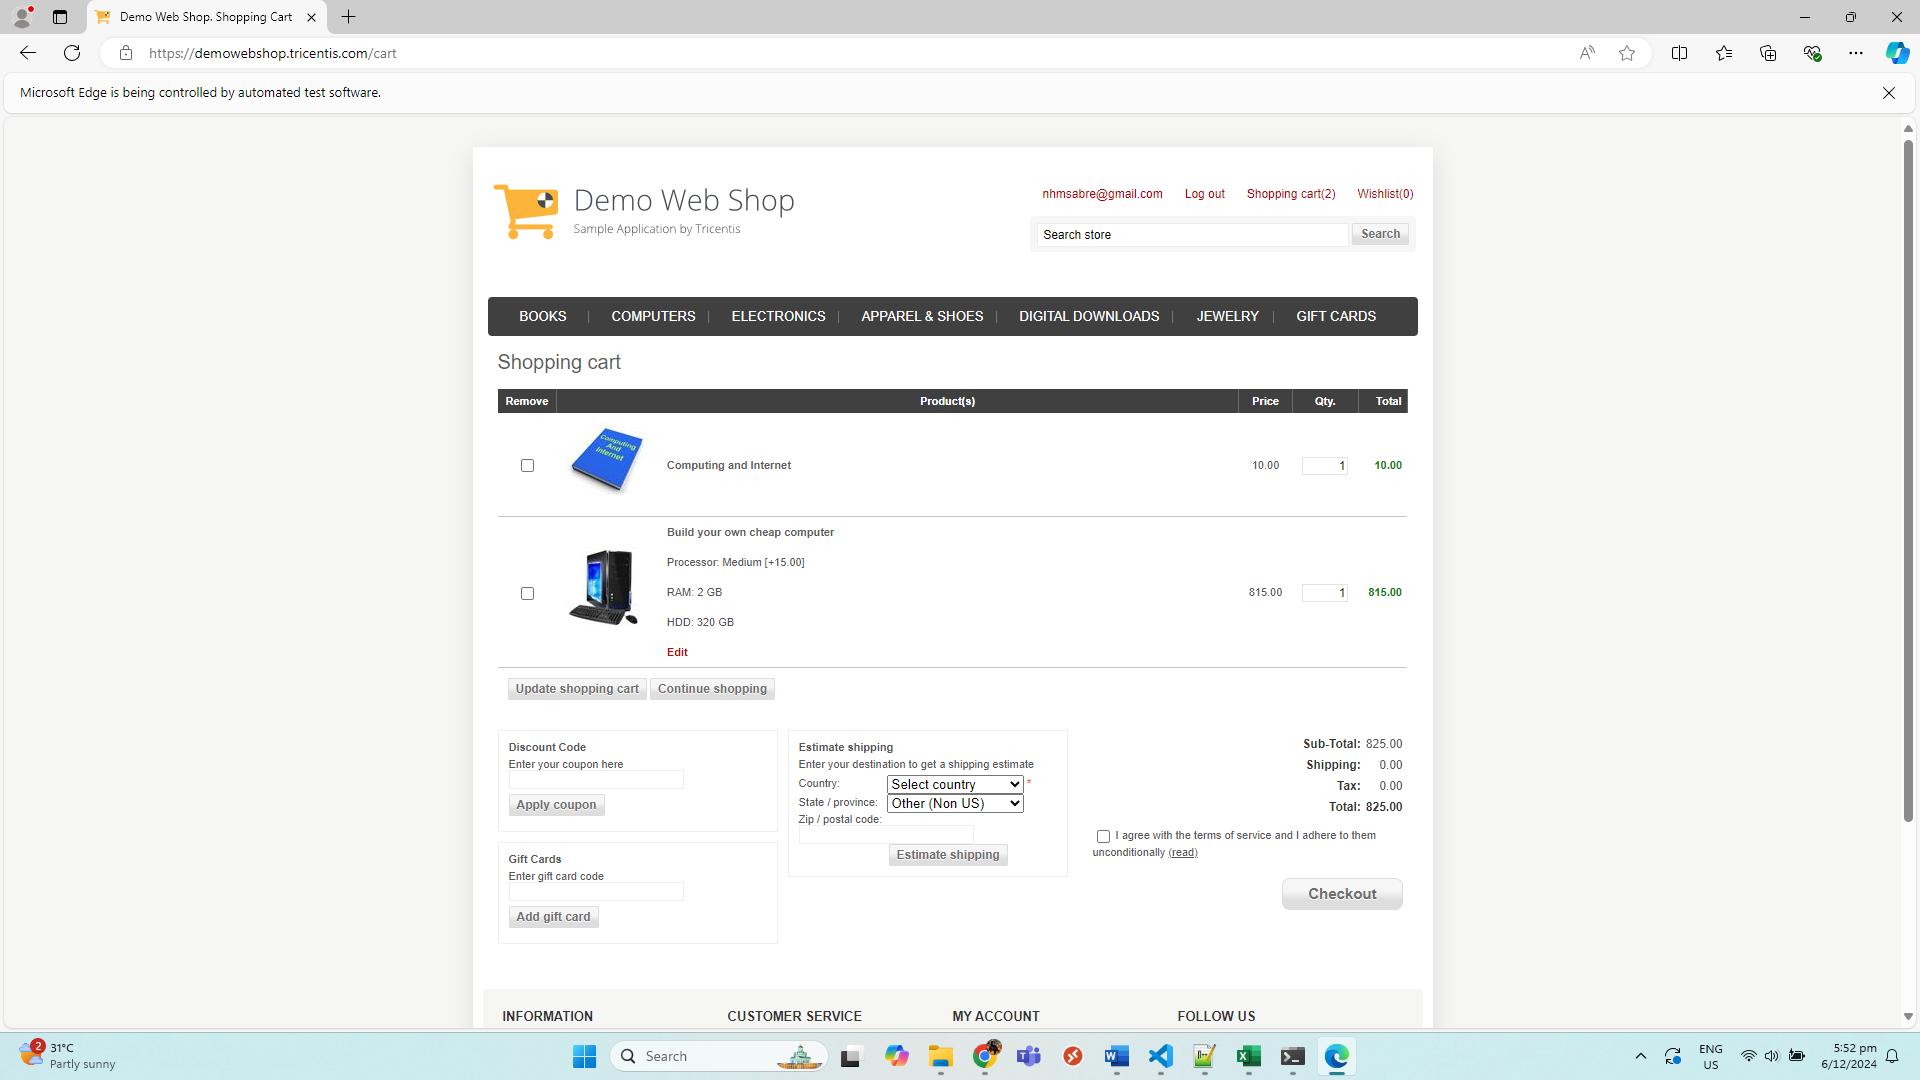 Demo Web Shop. Shopping Cart
https://demowebshop.tricentis.com/cart
Microsoft Edge is being controlled by automated test software.
Demo Web Shop
Sample Application by Tricentis
nhmsabre@gmail.com Log out Shopping cart(2) Wishlist(0)
Search store Search
BOOKS COMPUTERS ELECTRONICS APPAREL & SHOES DIGITAL DOWNLOADS JEWELRY GIFT CARDS
Shopping cart
Remove Product(s) Price Qty. Total
Computing And Internet
Computing and Internet 10.00 1 10.00
Build your own cheap computer
Processor: Medium [+15.00]
RAM: 2 GB 815.00 1 815.00
HDD: 320 GB
Edit
Update shopping cart Continue shopping
Discount Code
Enter your coupon here
Apply coupon
Gift Cards
Enter gift card code
Add gift card
Estimate shipping
Enter your destination to get a shipping estimate
Country: Select country *
State / province: Other (Non US)
Zip / postal code:
Estimate shipping
Sub-Total: 825.00
Shipping: 0.00
Tax: 0.00
Total: 825.00
I agree with the terms of service and I adhere to them
unconditionally (read)
Checkout
INFORMATION CUSTOMER SERVICE MY ACCOUNT FOLLOW US
2
31°C
Partly sunny
Search
ENG
US
5:52 pm
6/12/2024